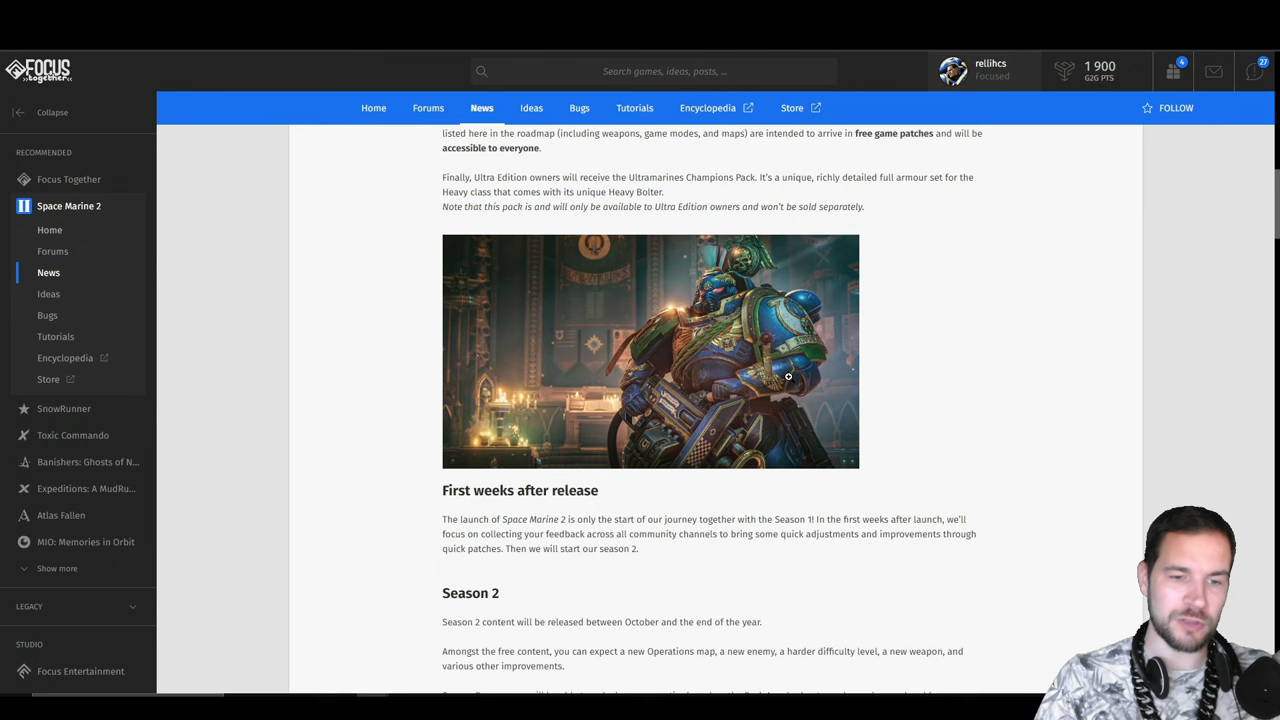 FOCUS
together
Search games, ideas, posts, ...
rellihcs
Focused
1 900
G2G PTS
4
27
Collapse
Home
Forums
News
Ideas
Bugs
Tutorials
Encyclopedia
Store
FOLLOW
RECOMMENDED
Focus Together
Space Marine 2
Home
Forums
News
Ideas
Bugs
Tutorials
Encyclopedia
Store
SnowRunner
Toxic Commando
Banishers: Ghosts of N...
Expeditions: A MudRu...
Atlas Fallen
MIO: Memories in Orbit
Show more
LEGACY
STUDIO
Focus Entertainment
listed here in the roadmap (including weapons, game modes, and maps) are intended to arrive in free game patches and will be
accessible to everyone.
Finally, Ultra Edition owners will receive the Ultramarines Champions Pack. It's a unique, richly detailed full armour set for the
Heavy class that comes with its unique Heavy Bolter.
Note that this pack is and will only be available to Ultra Edition owners and won't be sold separately.
First weeks after release
The launch of Space Marine 2 is only the start of our journey together with the Season 1! In the first weeks after launch, we'll
focus on collecting your feedback across all community channels to bring some quick adjustments and improvements through
quick patches. Then we will start our season 2.
Season 2
Season 2 content will be released between October and the end of the year.
Amongst the free content, you can expect a new Operations map, a new enemy, a harder difficulty level, a new weapon, and
various other improvements.